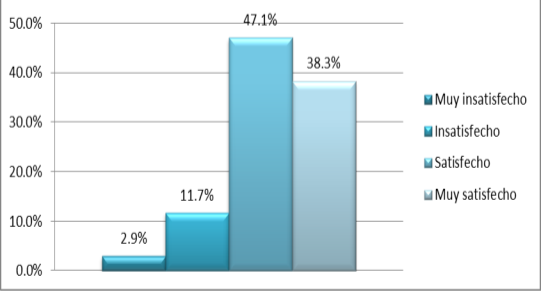 50.0%
40.0%
30.0%
20.0%
10.0%
0.0%
2.9%
11.7%
47.1%
38.3%
Muy insatisfecho
Insatisfecho
Satisfecho
Muy satisfecho